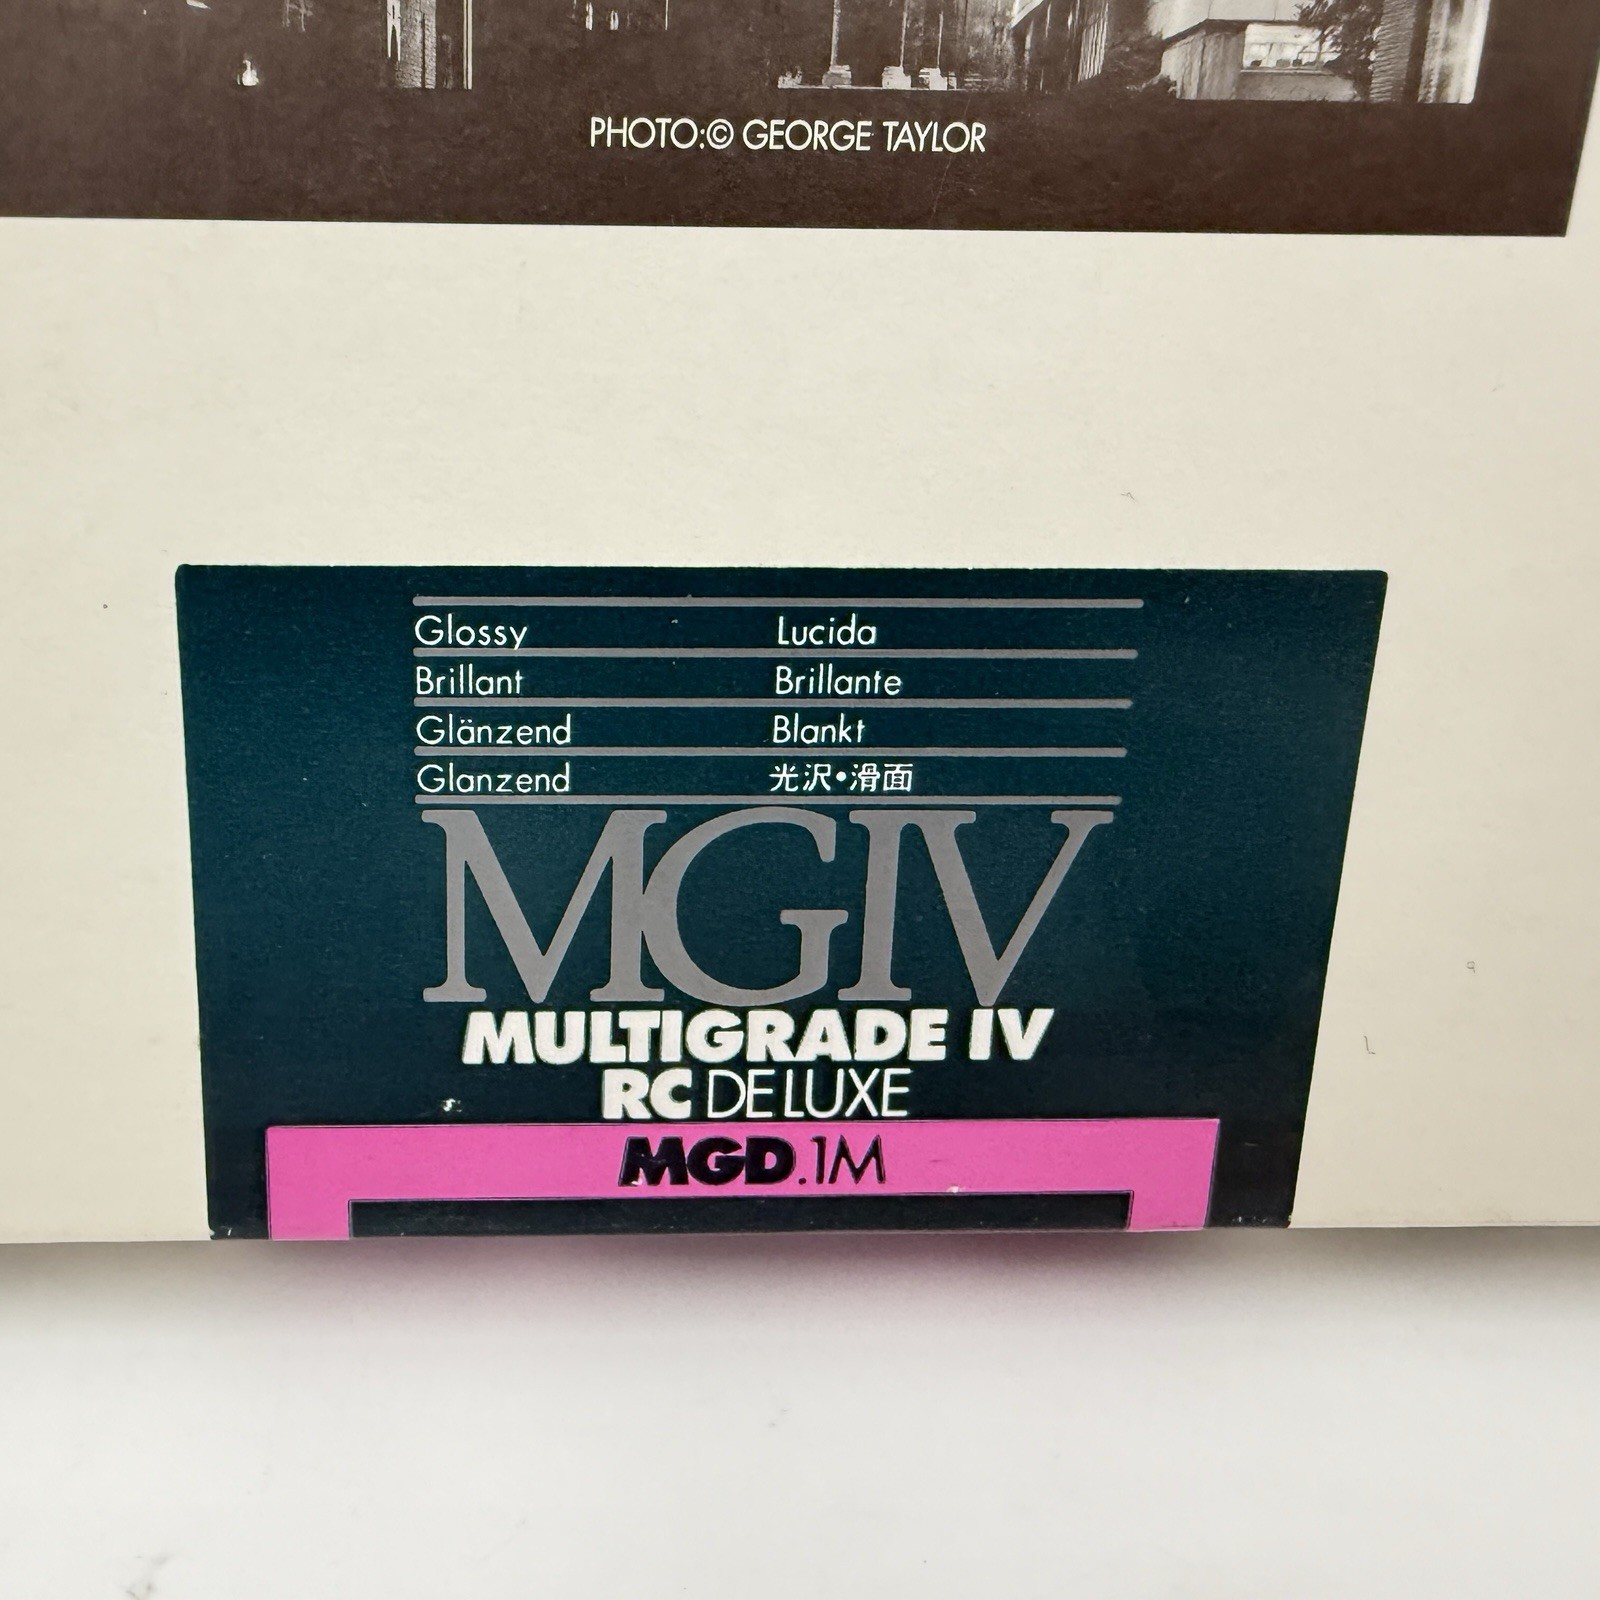 PHOTO:© GEORGE TAYLOR
Glossy Lucida
Brillant Brillante
Glänzend Blankt
Glanzend 光沢•滑面
MGIV
MULTIGRADE IV
RC DELUXE
MGD.1M